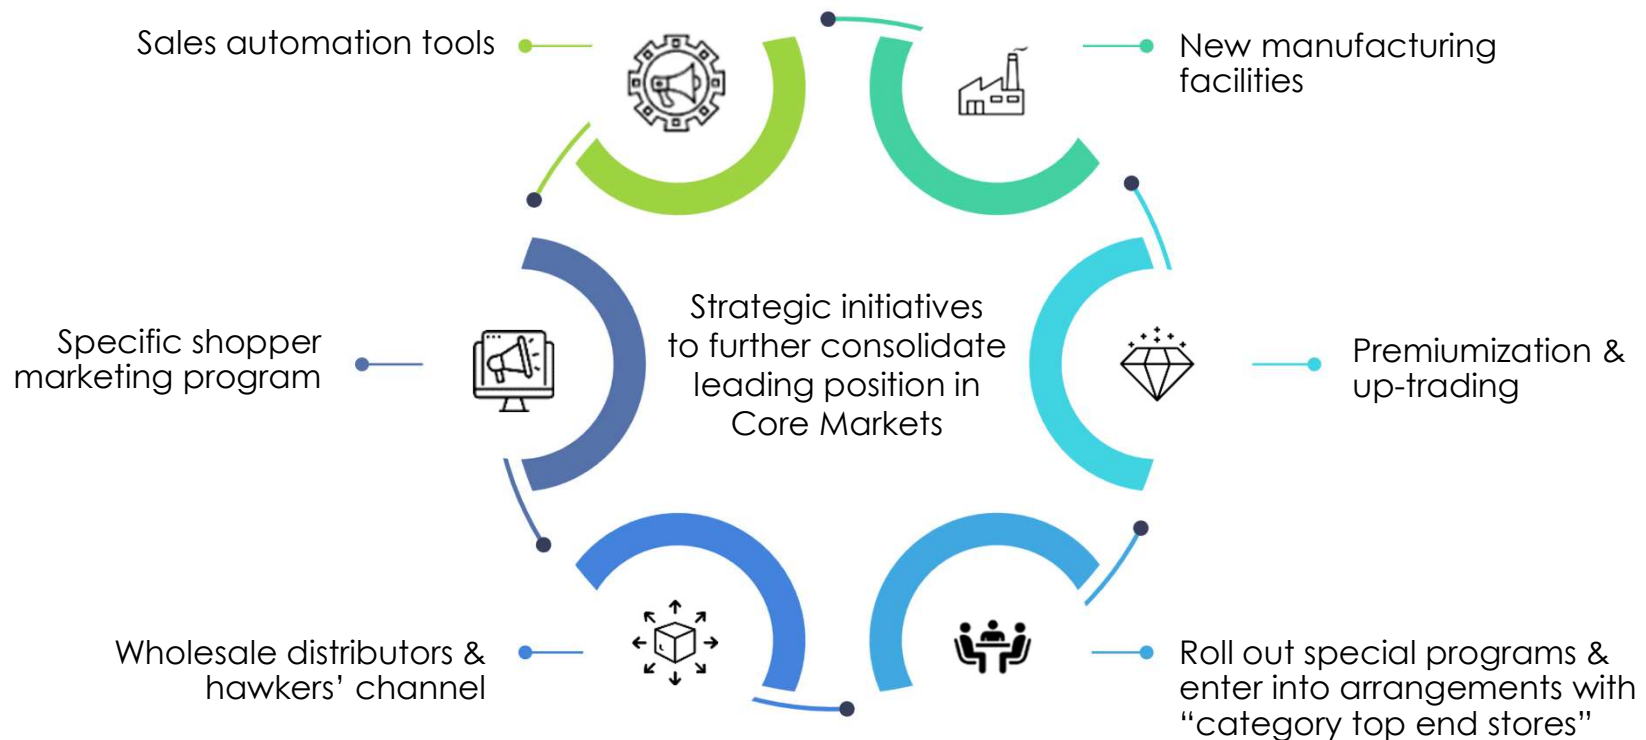 Sales automation tools
New manufacturing
facilities
Specific shopper
marketing program
Strategic initiatives
to further consolidate
leading position in
Core Markets
Premiumization &
up-trading
Wholesale distributors &
hawkers’ channel
Roll out special programs &
enter into arrangements with
“category top end stores”